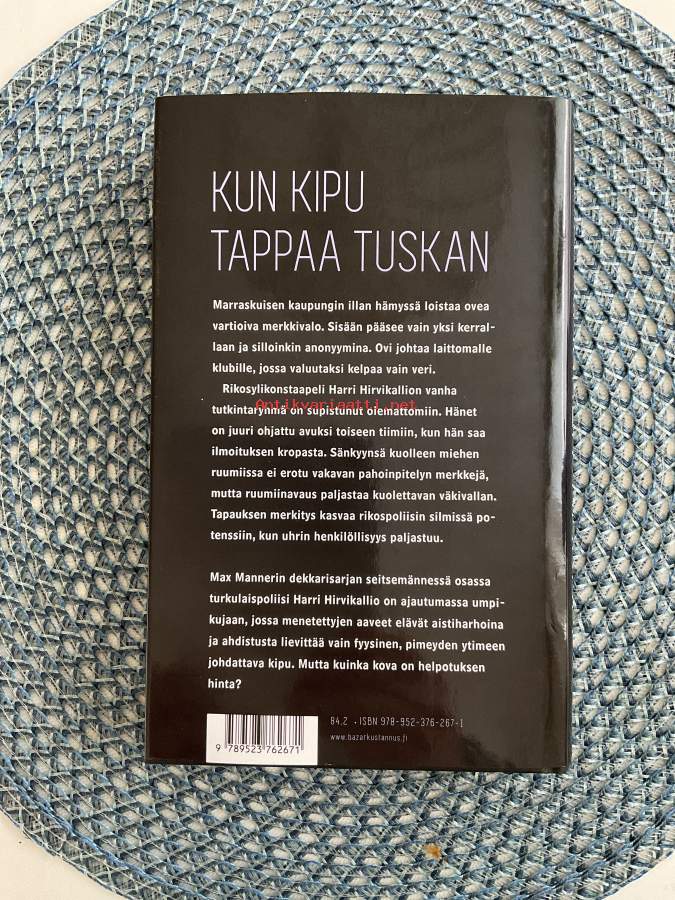 KUN KIPU
TAPPAA TUSKAN
Marraskuisen kaupungin illan hämyssä loistaa ovea
vartioiva merkkivalo. Sisään pääsee vain yksi kerral-
laan ja silloinkin anonyymina. Ovi johtaa laittomalle
klubille, jossa valuutaksi kelpaa vain veri.
Rikosylikonstaapeli Harri Hirvikallion vanha
Antikvariaatti.net
tutkintaryhmä on supistunut olemattomiin. Hänet
on juuri ohjattu avuksi toiseen tiimiin, kun hän saa
ilmoituksen kropasta. Sänkyynsä kuolleen miehen
ruumiissa ei erotu vakavan pahoinpitelyn merkkejä,
mutta ruumiinavaus paljastaa kuolettavan väkivallan.
Tapauksen merkitys kasvaa rikospoliisin silmissä po-
tenssiin, kun uhrin henkilöllisyys paljastuu.
Max Mannerin dekkarisarjan seitsemännessä osassa
turkulaispoliisi Harri Hirvikallio on ajautumassa umpi-
kujaan, jossa menetettyjen aaveet elävät aistiharhoina
ja ahdistusta lievittää vain fyysinen, pimeyden ytimeen
johdattava kipu. Mutta kuinka kova on helpotuksen
hinta?
84.2 • ISBN 978-952-376-267-1
www.bazarkustannus.fi
9 789523 762671